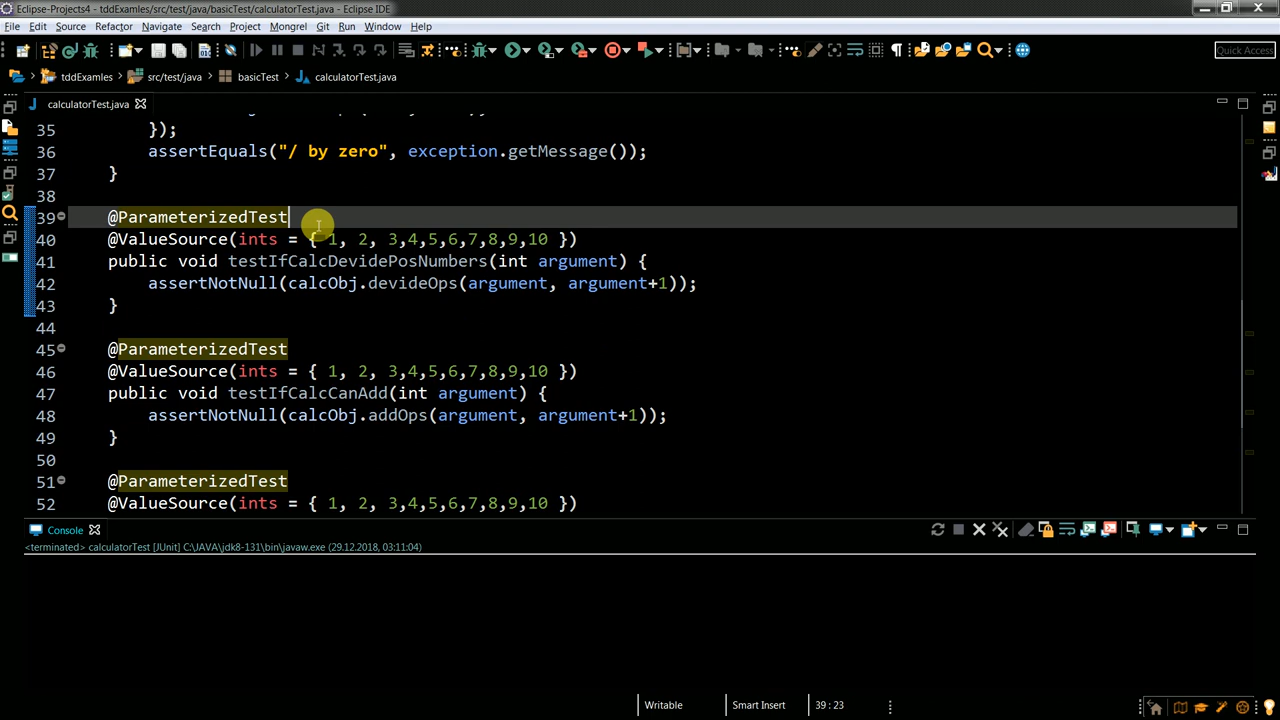 Eclipse-Projects4 - tddExamles/src/test/java/basicTest/calculatorTest.java - Eclipse IDE
File Edit Source Refactor Navigate Search Project Mongrel Git Run Window Help
Quick Access
tddExamles src/test/java basicTest calculatorTest.java
calculatorTest.java
35 });
36 assertEquals("/ by zero", exception.getMessage());
37 }
38
39 @ParameterizedTest
40 @ValueSource(ints = { 1, 2, 3,4,5,6,7,8,9,10 })
41 public void testIfCalcDevidePosNumbers(int argument) {
42 assertNotNull(calcObj.devideOps(argument, argument+1));
43 }
44
45 @ParameterizedTest
46 @ValueSource(ints = { 1, 2, 3,4,5,6,7,8,9,10 })
47 public void testIfCalcCanAdd(int argument) {
48 assertNotNull(calcObj.addOps(argument, argument+1));
49 }
50
51 @ParameterizedTest
52 @ValueSource(ints = { 1, 2, 3,4,5,6,7,8,9,10 })
Console
<terminated> calculatorTest [JUnit] C:\JAVA\jdk8-131\bin\javaw.exe (29.12.2018, 03:11:04)
Writable Smart Insert 39 : 23